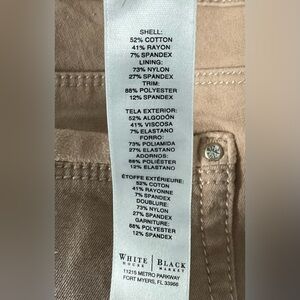 SHELL:
52% COTTON
41% RAYON
7% SPANDEX
LINING:
73% NYLON
27% SPANDEX
TRIM:
88% POLYESTER
12% SPANDEX
TELA EXTERIOR:
52% ALGODÓN
41% VISCOSA
7% ELASTANO
FORRO:
73% POLIAMIDA
27% ELASTANO
ADORNOS:
88% POLIÉSTER
12% ELASTANO
ÉTOFFE EXTÉRIEURE:
52% COTON
41% RAYONNE
7% SPANDEX
DOUBLURE:
73% NYLON
27% SPANDEX
GARNITURE:
88% POLYESTER
12% SPANDEX
WHITE BLACK
HOUSE MARKET
11215 METRO PARKWAY
FORT MYERS, FL 33966